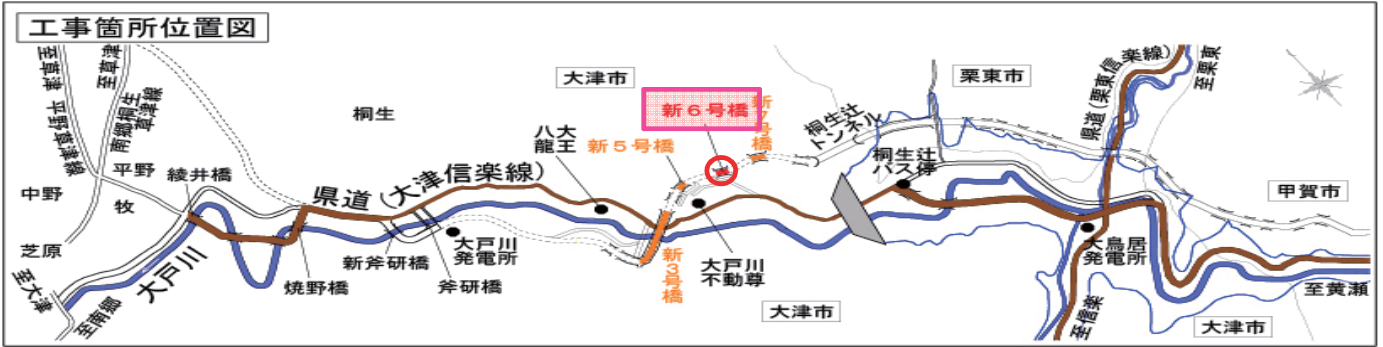 工事箇所位置図
至草津 平野草津線
至草津
南郷桐生
草津線
桐生
大津市
新6号橋
新7号橋
桐生辻
トンネル
栗東市
県道(栗東信楽線)
至栗東
八大
龍王
新5号橋
桐生辻
バス停
甲賀市
中野
平野
綾井橋
牧
県道(大津信楽線)
芝原
大戸川
至大津
至南郷
焼野橋
新斧研橋
斧研橋
大戸川
発電所
新3号橋
大戸川
不動尊
大津市
大鳥居
発電所
至信楽
大津市
至黄瀬